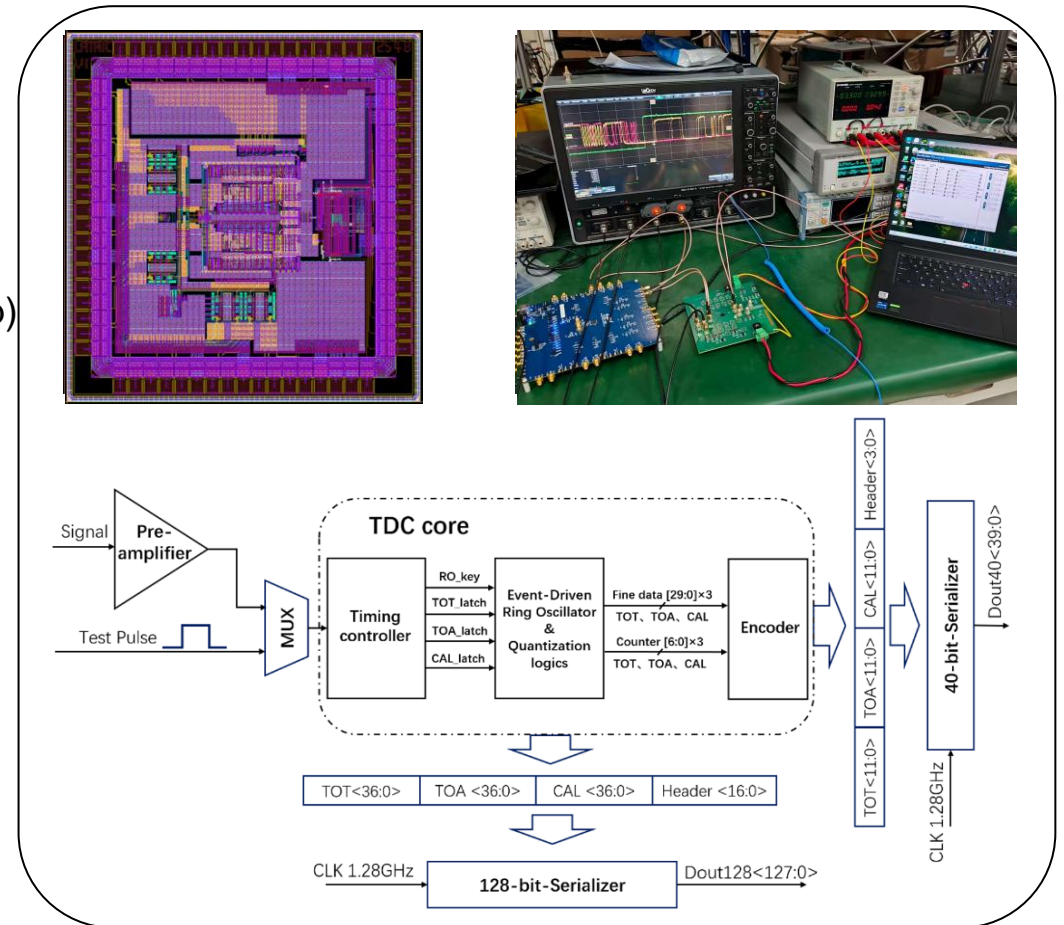 Signal
Pre-
amplifier
Test Pulse
MUX
TDC core
Timing
controller
RO_key
TOT_latch
TOA_latch
CAL_latch
Event-Driven
Ring Oscillator
&
Quantization
logics
Fine data [29:0]×3
TOT、TOA、CAL
Counter [6:0]×3
TOT、TOA、CAL
Encoder
Header<3:0>
CAL<11:0>
TOA<11:0>
TOT<11:0>
40-bit-Serializer
Dout40<39:0>
CLK 1.28GHz
TOT<36:0>
TOA <36:0>
CAL <36:0>
Header <16:0>
CLK 1.28GHz
128-bit-Serializer
Dout128<127:0>